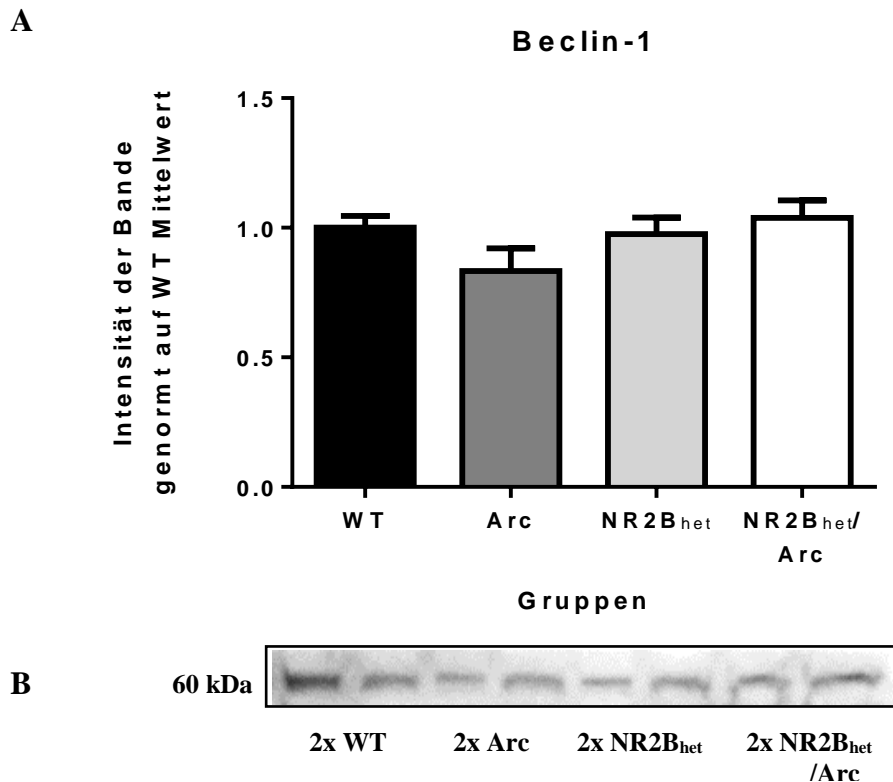 A
Beclin-1
Intensität der Bande
genormt auf WT Mittelwert
1.5
1.0
0.5
0.0
WT Arc NR2Bhet NR2Bhet/
Arc
Gruppen
B 60 kDa
2x WT 2x Arc 2x NR2Bhet 2x NR2Bhet
/Arc